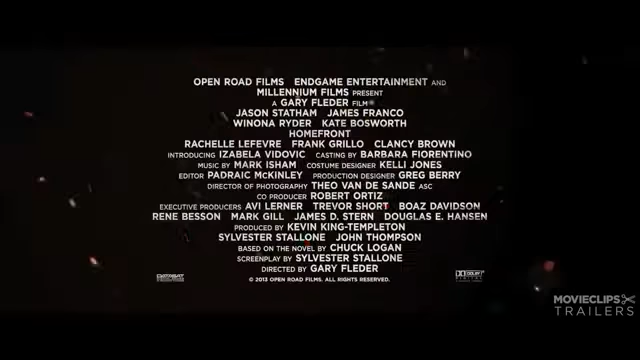 OPEN ROAD FILMS ENDGAME ENTERTAINMENT AND
MILLENNIUM FILMS PRESENT
A GARY FLEDER FILM
JASON STATHAM JAMES FRANCO
WINONA RYDER KATE BOSWORTH
HOMEFRONT
RACHELLE LEFEVRE FRANK GRILLO CLANCY BROWN
INTRODUCING IZABELA VIDOVIC CASTING BY BARBARA FIORENTINO
MUSIC BY MARK ISHAM COSTUME DESIGNER KELLI JONES
EDITOR PADRAIC MCKINLEY PRODUCTION DESIGNER GREG BERRY
DIRECTOR OF PHOTOGRAPHY THEO VAN DE SANDE ASC
CO PRODUCER ROBERT ORTIZ
EXECUTIVE PRODUCERS AVI LERNER TREVOR SHORT BOAZ DAVIDSON
RENE BESSON MARK GILL JAMES D. STERN DOUGLAS E. HANSEN
PRODUCED BY KEVIN KING-TEMPLETON
SYLVESTER STALLONE JOHN THOMPSON
BASED ON THE NOVEL BY CHUCK LOGAN
SCREENPLAY BY SYLVESTER STALLONE
DIRECTED BY GARY FLEDER
DATASAT
DOLBY
DIGITAL
© 2013 OPEN ROAD FILMS. ALL RIGHTS RESERVED.
MOVIECLIPS
TRAILERS